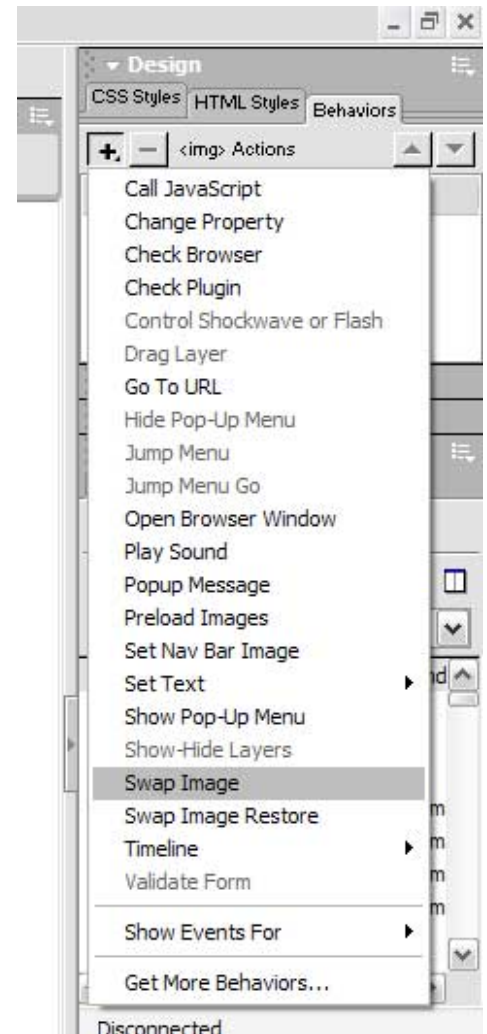 Design
CSS Styles HTML Styles Behaviors
<img> Actions
Call JavaScript
Change Property
Check Browser
Check Plugin
Control Shockwave or Flash
Drag Layer
Go To URL
Hide Pop-Up Menu
Jump Menu
Jump Menu Go
Open Browser Window
Play Sound
Popup Message
Preload Images
Set Nav Bar Image
Set Text
Show Pop-Up Menu
Show-Hide Layers
Swap Image
Swap Image Restore
Timeline
Validate Form
Show Events For
Get More Behaviors...
Disconnected